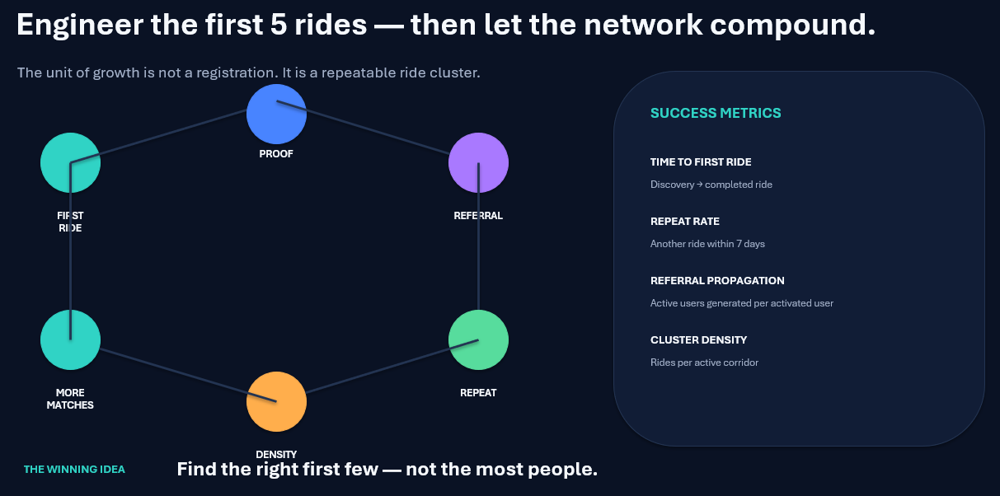 Engineer the first 5 rides — then let the network compound.
The unit of growth is not a registration. It is a repeatable ride cluster.
PROOF
FIRST
RIDE
REFERRAL
MORE
MATCHES
REPEAT
DENSITY
SUCCESS METRICS
TIME TO FIRST RIDE
Discovery → completed ride
REPEAT RATE
Another ride within 7 days
REFERRAL PROPAGATION
Active users generated per activated user
CLUSTER DENSITY
Rides per active corridor
THE WINNING IDEA
Find the right first few — not the most people.